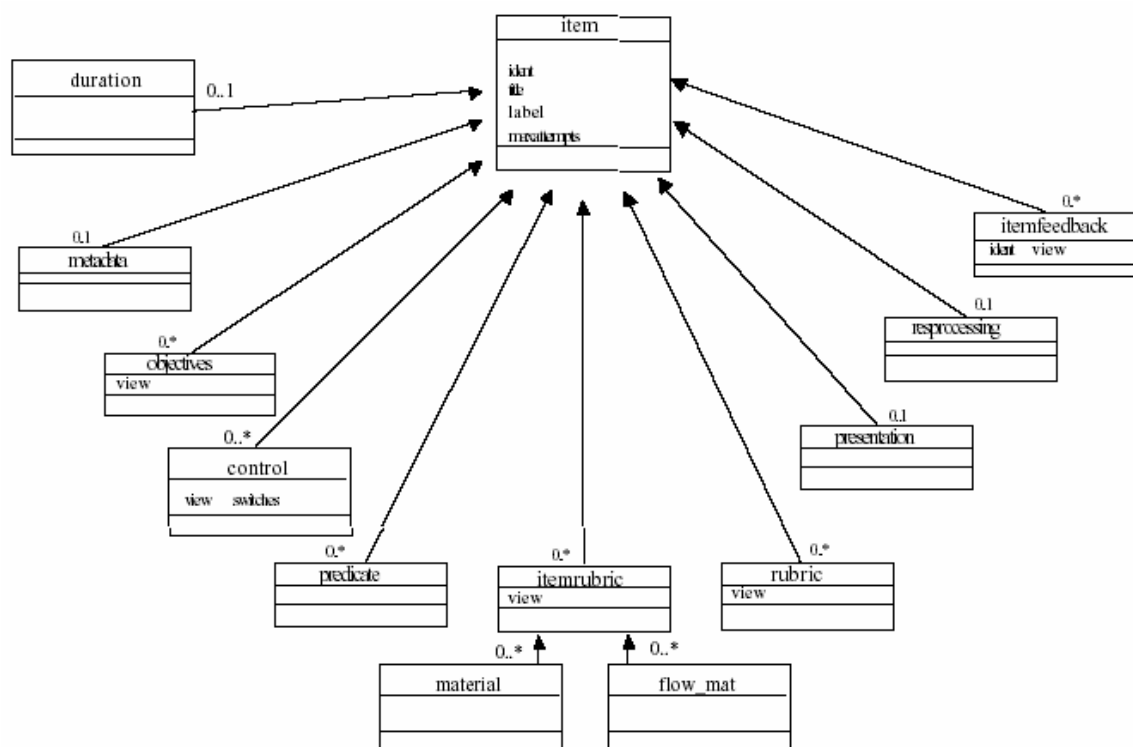 item
ident
title
label
maxattempts
duration
0..1
0..1
metadata
0..*
objectives
view
0..*
control
view switches
0..*
predicate
0..*
itemrubric
view
0..*
material
0..*
flow_mat
0..*
rubric
view
0..1
presentation
0..1
resprocessing
0..*
itemfeedback
ident view